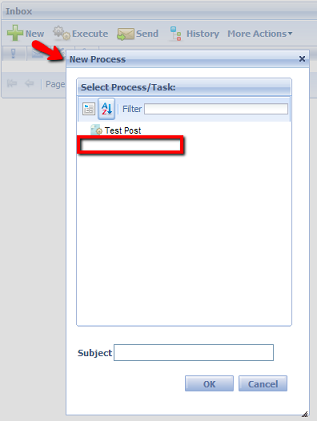 Inbox
New Execute Send History More Actions
Page
New Process
Select Process/Task:
Filter
Test Post
Subject
OK Cancel